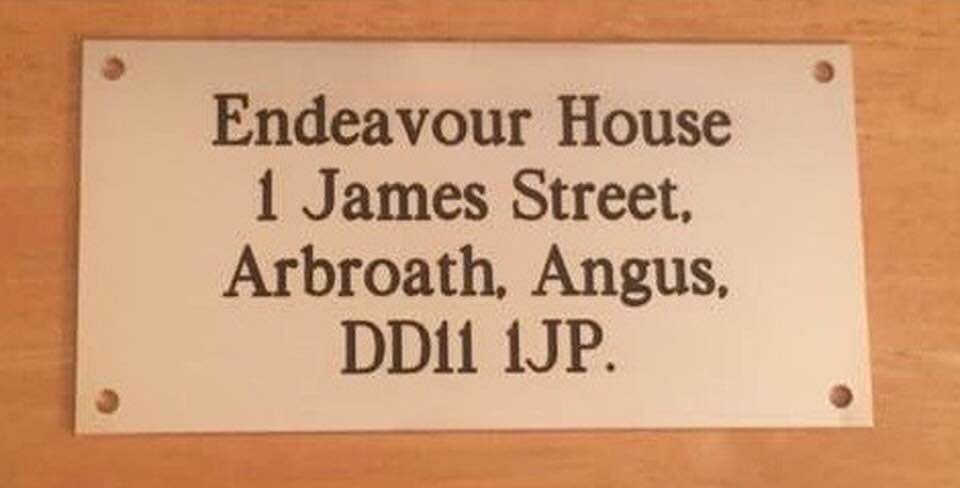 Endeavour House
1 James Street,
Arbroath, Angus,
DD11 1JP.